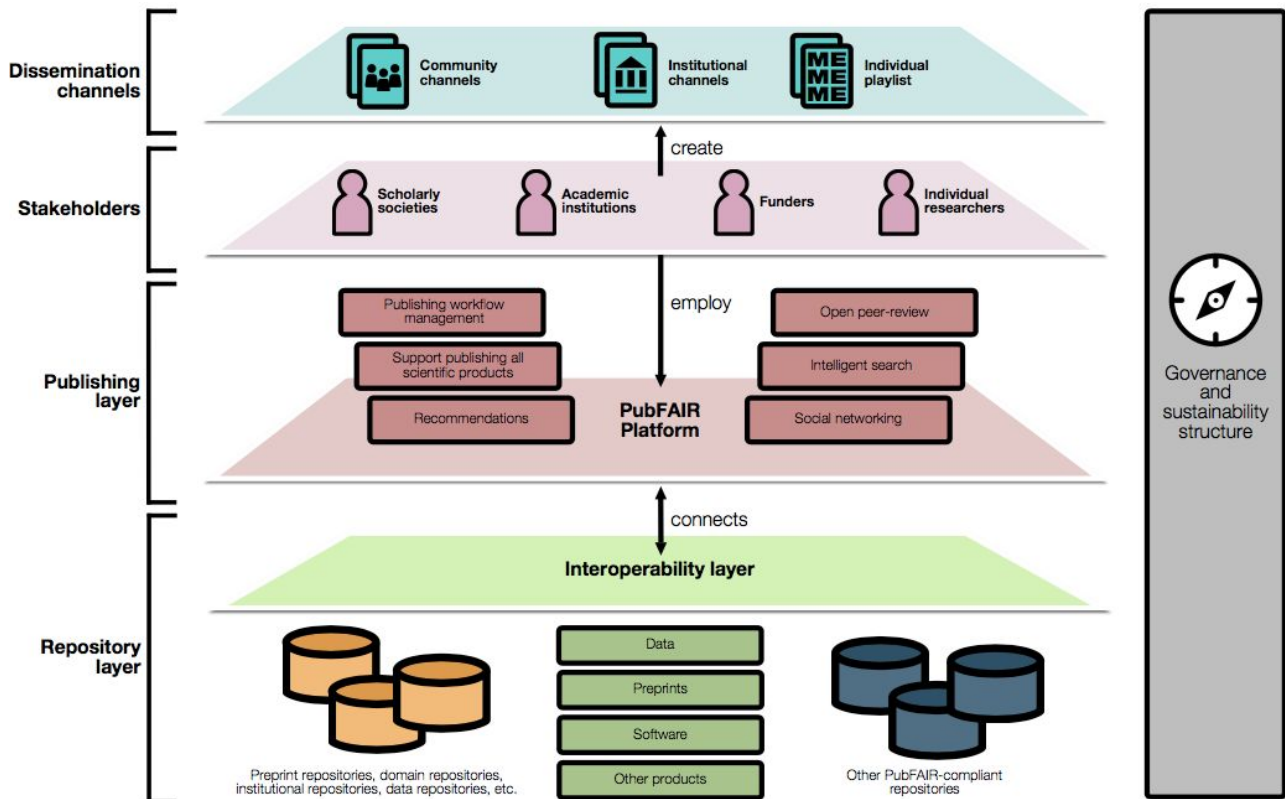 Dissemination
channels
Community
channels
Institutional
channels
ME
ME
ME
Individual
playlist
create
Stakeholders
Scholarly
societies
Academic
institutions
Funders
Individual
researchers
employ
Publishing
layer
Publishing workflow
management
Support publishing all
scientific products
Recommendations
PubFAIR
Platform
Open peer-review
Intelligent search
Social networking
connects
Repository
layer
Interoperability layer
Data
Preprints
Software
Other products
Preprint repositories, domain repositories,
institutional repositories, data repositories, etc.
Other PubFAIR-compliant
repositories
Governance
and
sustainability
structure